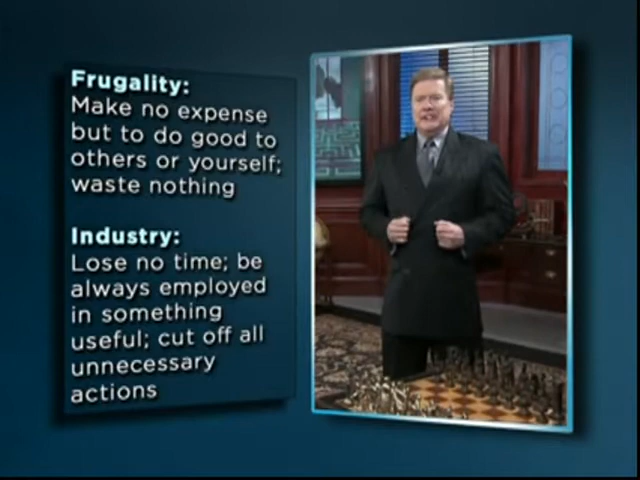 Frugality:
Make no expense
but to do good to
others or yourself;
waste nothing
Industry:
Lose no time; be
always employed
in something
useful; cut off all
unnecessary
actions